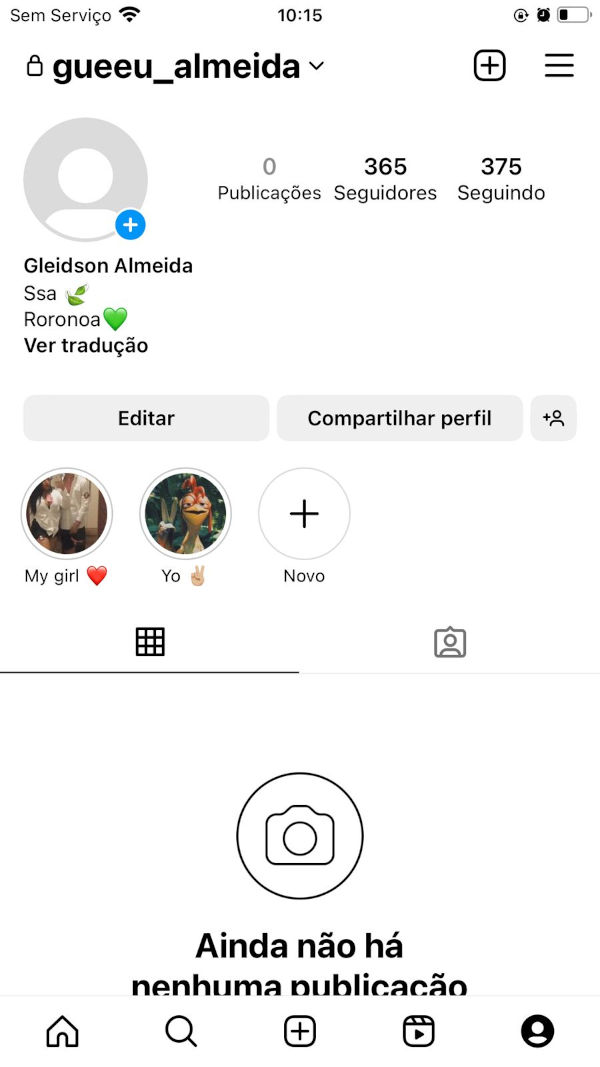 Sem Serviço
10:15
gueeu_almeida
0
365
375
Publicações
Seguidores
Seguindo
Gleidson Almeida
Ssa 🍃
Roronoa💚
Ver tradução
Editar
Compartilhar perfil
My girl ❤️
Yo ✌🏼
Novo
Ainda não há
nenhuma publicação